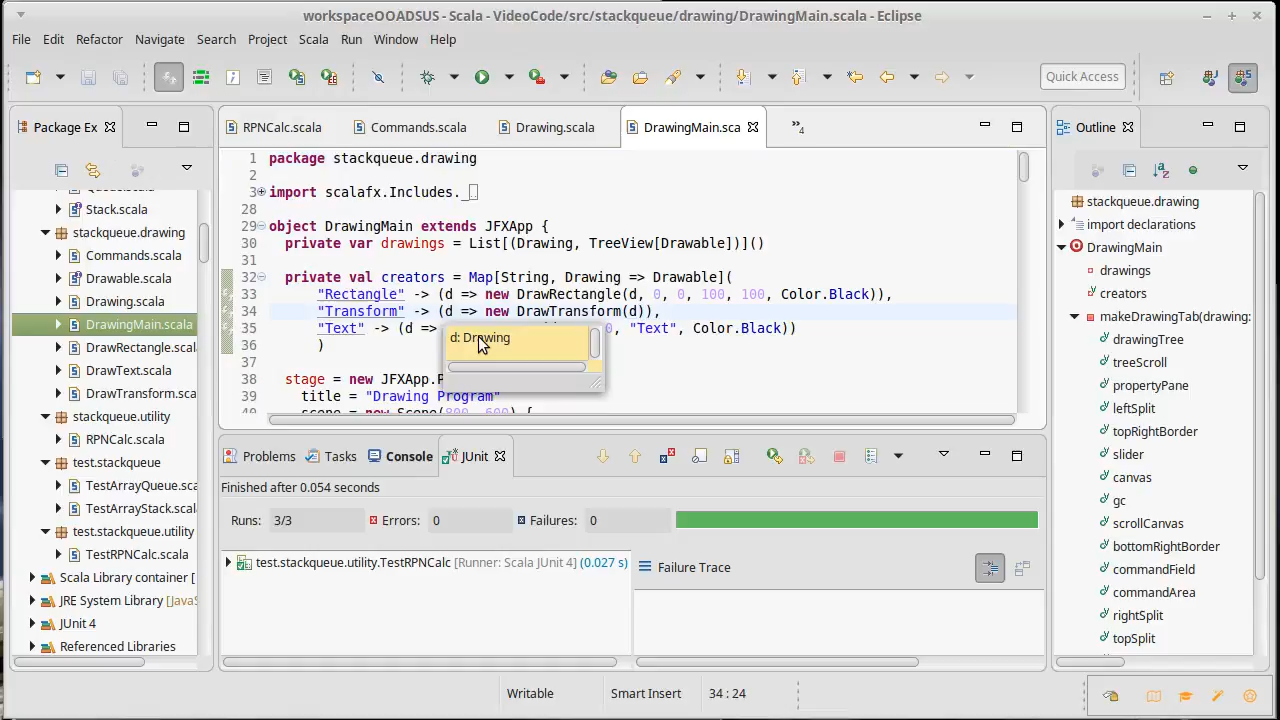 workspaceOOADSUS - Scala - VideoCode/src/stackqueue/drawing/DrawingMain.scala - Eclipse
File Edit Refactor Navigate Search Project Scala Run Window Help
Quick Access
Package Ex
RPNCalc.scala Commands.scala Drawing.scala DrawingMain.sca »4
Outline
Stack.scala
stackqueue.drawing
Commands.scala
Drawable.scala
Drawing.scala
DrawingMain.scala
DrawRectangle.scal
DrawText.scala
DrawTransform.sca
stackqueue.utility
RPNCalc.scala
test.stackqueue
TestArrayQueue.sca
TestArrayStack.scal
test.stackqueue.utility
TestRPNCalc.scala
Scala Library container [
JRE System Library [JavaS
JUnit 4
Referenced Libraries
1 package stackqueue.drawing
2
3 import scalafx.Includes._
28
29 object DrawingMain extends JFXApp {
30 private var drawings = List[(Drawing, TreeView[Drawable])]()
31
32 private val creators = Map[String, Drawing => Drawable](
33 "Rectangle" -> (d => new DrawRectangle(d, 0, 0, 100, 100, Color.Black)),
34 "Transform" -> (d => new DrawTransform(d)),
35 "Text" -> (d => 0, "Text", Color.Black))
36 )
37
38 stage = new JFXApp.P
39 title = "Drawing Program"
40 scene = new Scene(800, 600) {
d: Drawing
stackqueue.drawing
import declarations
DrawingMain
drawings
creators
makeDrawingTab(drawing:
drawingTree
treeScroll
propertyPane
leftSplit
topRightBorder
slider
canvas
gc
scrollCanvas
bottomRightBorder
commandField
commandArea
rightSplit
topSplit
Problems Tasks Console JUnit
Finished after 0.054 seconds
Runs: 3/3 Errors: 0 Failures: 0
test.stackqueue.utility.TestRPNCalc [Runner: Scala JUnit 4] (0.027 s)
Failure Trace
Writable Smart Insert 34 : 24